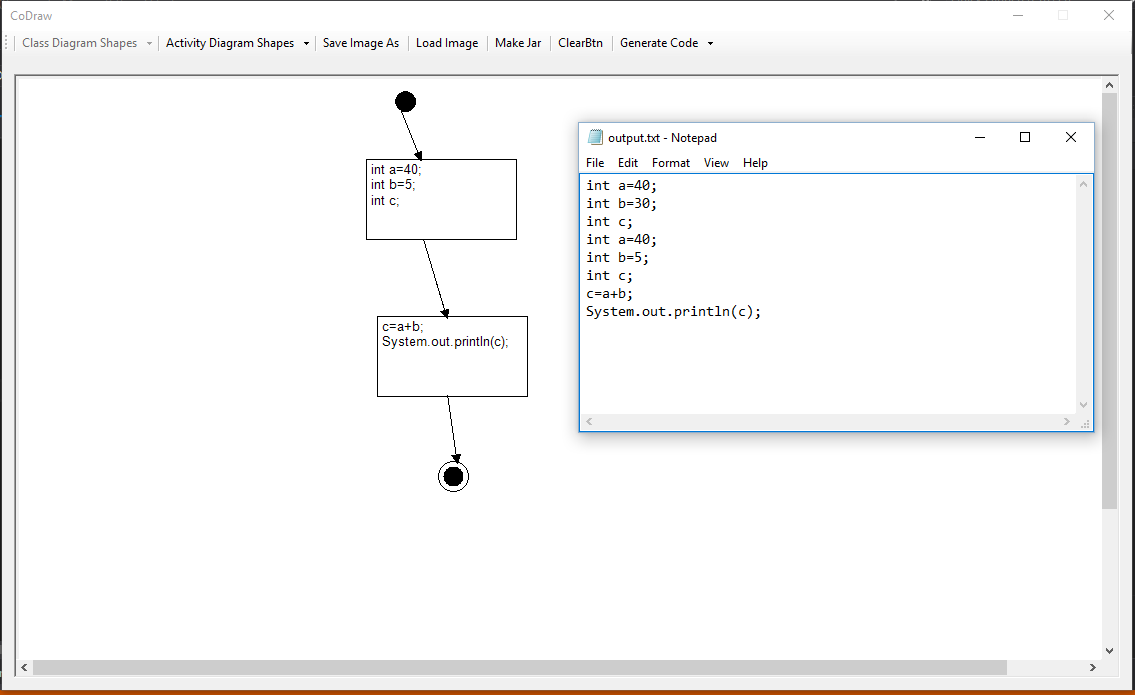 CoDraw
Class Diagram Shapes Activity Diagram Shapes Save Image As Load Image Make Jar ClearBtn Generate Code
int a=40;
int b=5;
int c;
c=a+b;
System.out.println(c);
output.txt - Notepad
File Edit Format View Help
int a=40;
int b=30;
int c;
int a=40;
int b=5;
int c;
c=a+b;
System.out.println(c);